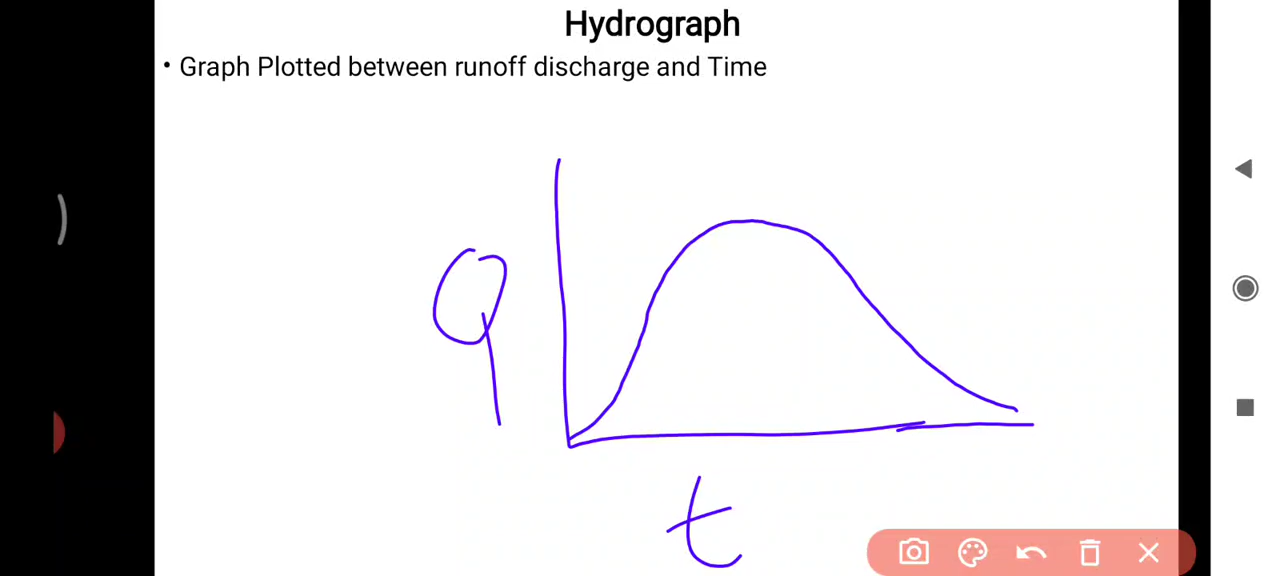 Hydrograph
• Graph Plotted between runoff discharge and Time
Q
t